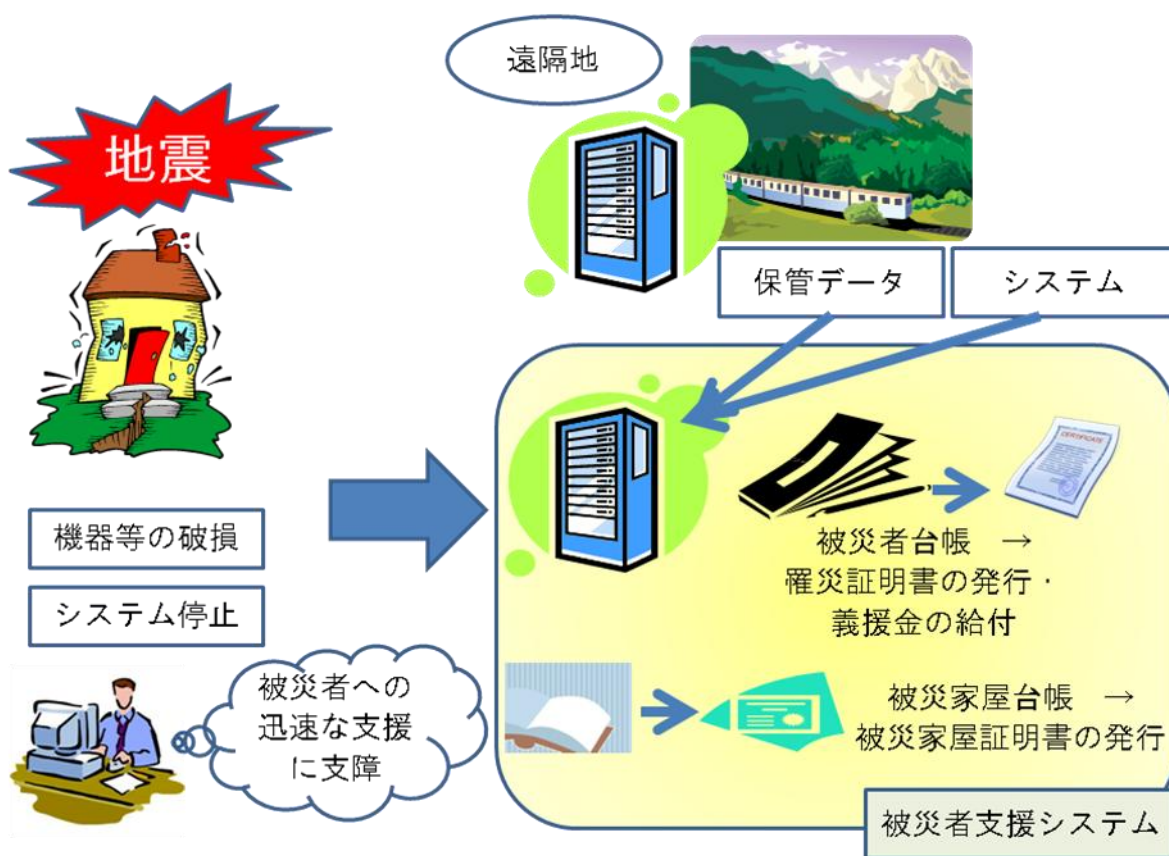 遠隔地
地震
保管データ
システム
機器等の破損
システム停止
被災者への
迅速な支援
に支障
CERTIFICATE
被災者台帳　→
罹災証明書の発行・
義援金の給付
被災家屋台帳　→
被災家屋証明書の発行
被災者支援システム